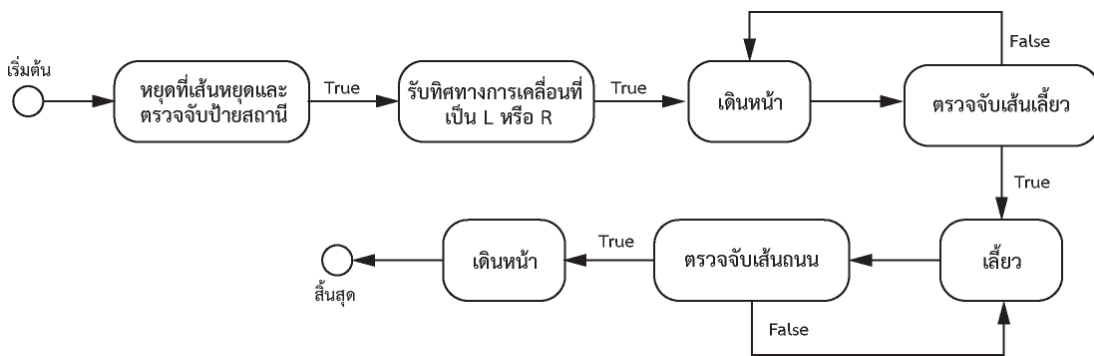 เริ่มต้น
หยุดที่เส้นหยุดและ
ตรวจจับป้ายสถานี
True
รับทิศทางการเคลื่อนที่
เป็น L หรือ R
True
เดินหน้า
False
ตรวจจับเส้นเลี้ยว
True
เลี้ยว
ตรวจจับเส้นถนน
False
True
เดินหน้า
สิ้นสุด